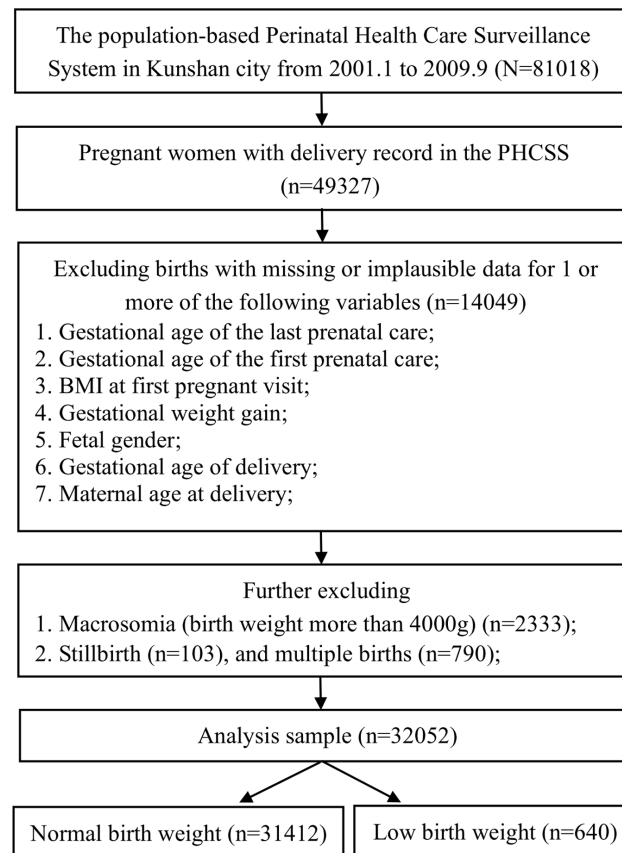 The population-based Perinatal Health Care Surveillance
System in Kunshan city from 2001.1 to 2009.9 (N=81018)
Pregnant women with delivery record in the PHCSS
(n=49327)
Excluding births with missing or implausible data for 1 or
more of the following variables (n=14049)
1. Gestational age of the last prenatal care;
2. Gestational age of the first prenatal care;
3. BMI at first pregnant visit;
4. Gestational weight gain;
5. Fetal gender;
6. Gestational age of delivery;
7. Maternal age at delivery;
Further excluding
1. Macrosomia (birth weight more than 4000g) (n=2333);
2. Stillbirth (n=103), and multiple births (n=790);
Analysis sample (n=32052)
Normal birth weight (n=31412)
Low birth weight (n=640)